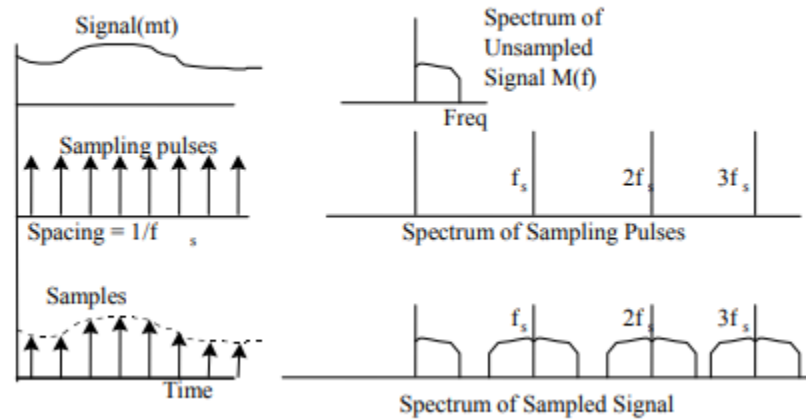 Signal(mt)
Spectrum of
Unsampled
Signal M(f)
Freq
Sampling pulses
f s 2f s 3f s
Spacing = 1/f s
Spectrum of Sampling Pulses
Samples
f s 2f s 3f s
Time
Spectrum of Sampled Signal